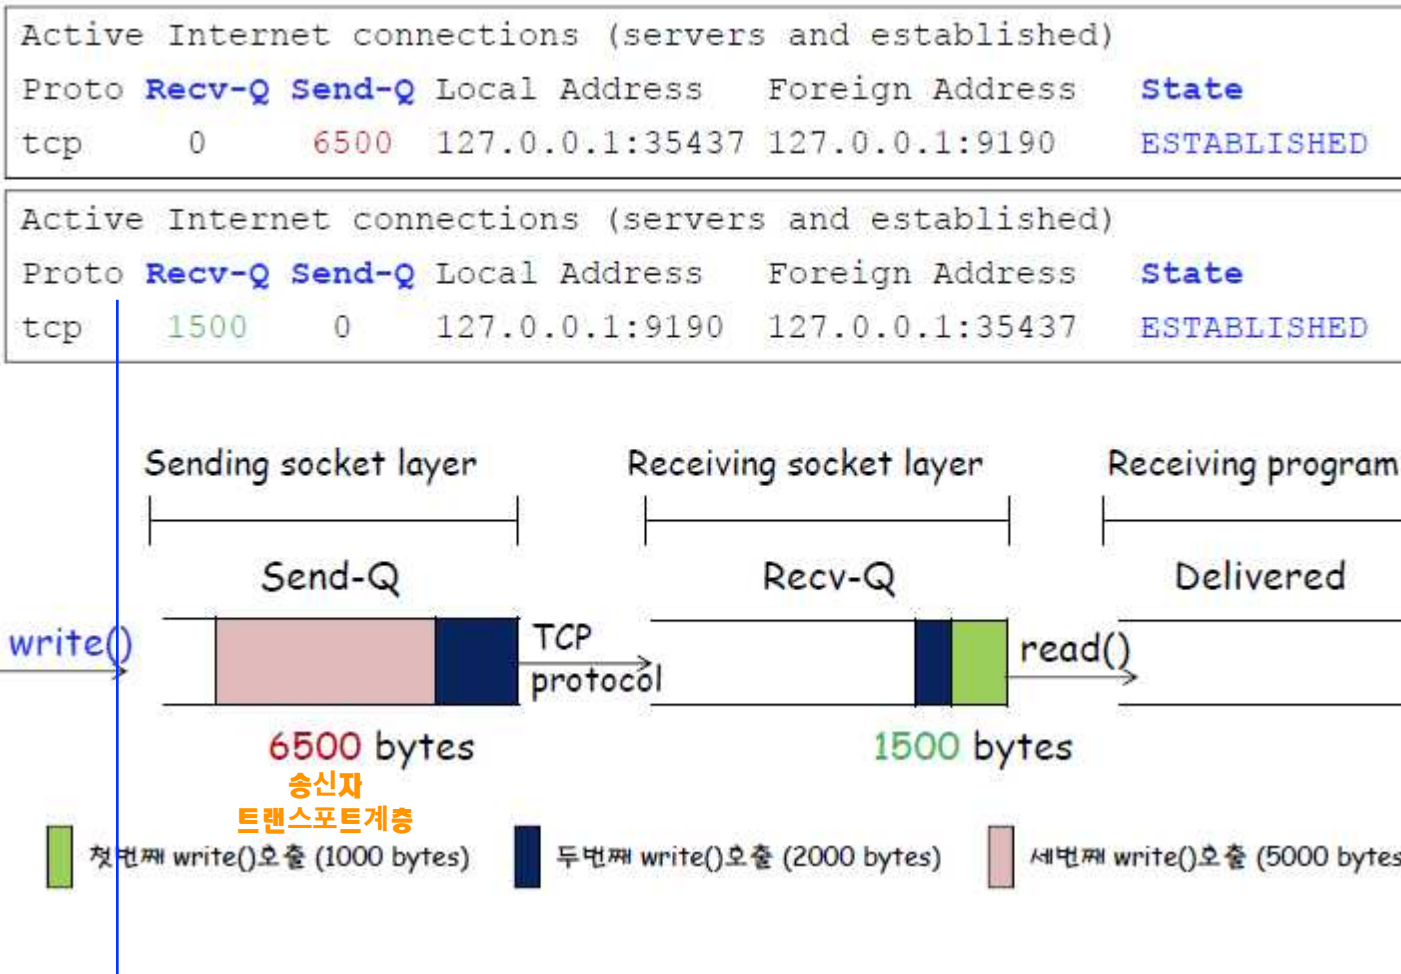 Active Internet connections (servers and established)
Proto Recv-Q Send-Q Local Address Foreign Address State
tcp 0 6500 127.0.0.1:35437 127.0.0.1:9190 ESTABLISHED
Active Internet connections (servers and established)
Proto Recv-Q Send-Q Local Address Foreign Address State
tcp 1500 0 127.0.0.1:9190 127.0.0.1:35437 ESTABLISHED
Sending socket layer Receiving socket layer Receiving program
Send-Q Recv-Q Delivered
write() TCP protocol read()
6500 bytes 1500 bytes
송신자
트랜스포트계층
첫번째 write()호출 (1000 bytes) 두번째 write()호출 (2000 bytes) 세번째 write()호출 (5000 bytes